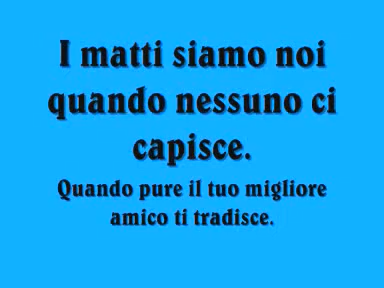 I matti siamo noi
quando nessuno ci
capisce.
Quando pure il tuo migliore
amico ti tradisce.